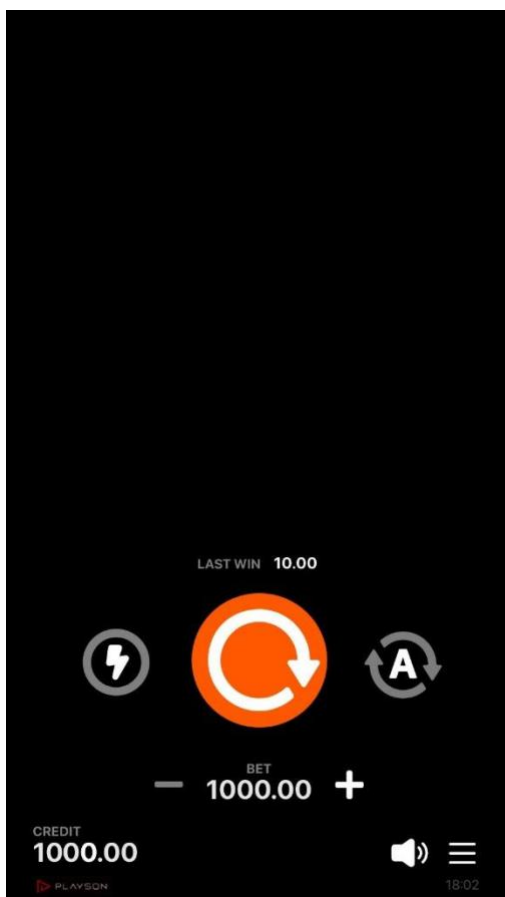 LAST WIN 10.00
A
BET
1000.00
CREDIT
1000.00
PLAYSON
18:02